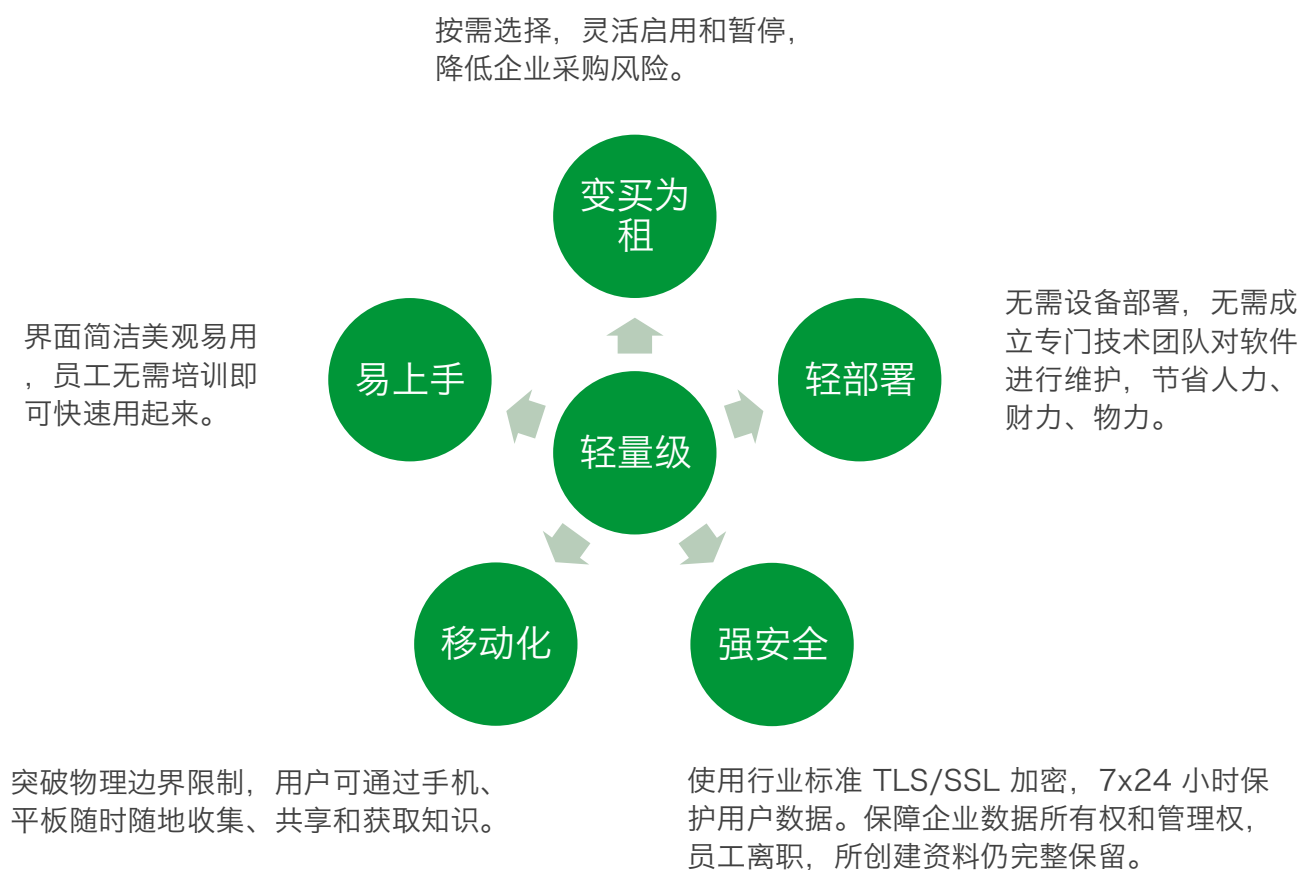 按需选择，灵活启用和暂停，
降低企业采购风险。
变买为
租
界面简洁美观易用
，员工无需培训即
可快速用起来。
易上手
轻量级
轻部署
无需设备部署，无需成
立专门技术团队对软件
进行维护，节省人力、
财力、物力。
移动化
强安全
突破物理边界限制，用户可通过手机、
平板随时随地收集、共享和获取知识。
使用行业标准 TLS/SSL 加密，7x24 小时保
护用户数据。保障企业数据所有权和管理权，
员工离职，所创建资料仍完整保留。